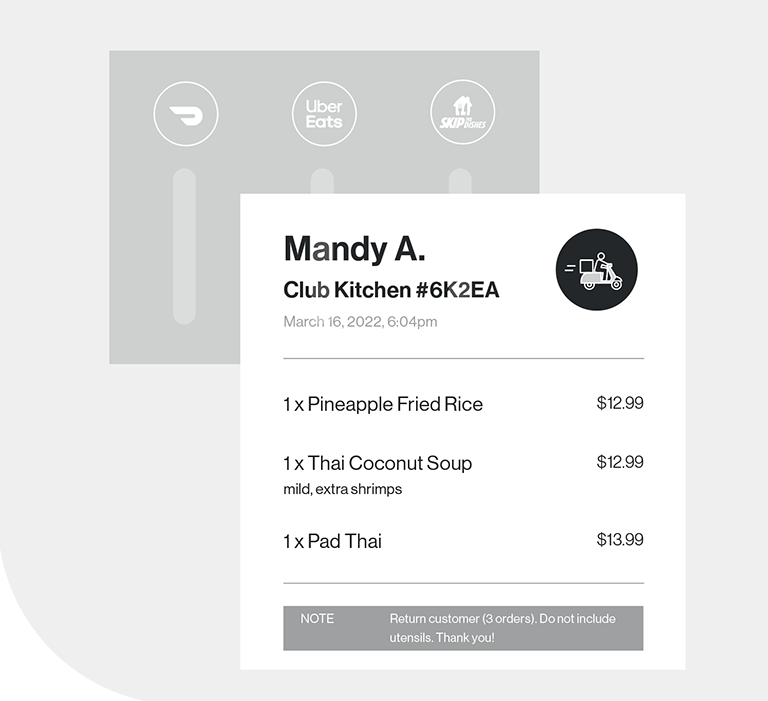 Uber
Eats
SKIP THE
DISHES
Mandy A.
Club Kitchen #6K2EA
March 16, 2022, 6:04pm
1 x Pineapple Fried Rice $12.99
1 x Thai Coconut Soup $12.99
mild, extra shrimps
1 x Pad Thai $13.99
NOTE Return customer (3 orders). Do not include
utensils. Thank you!